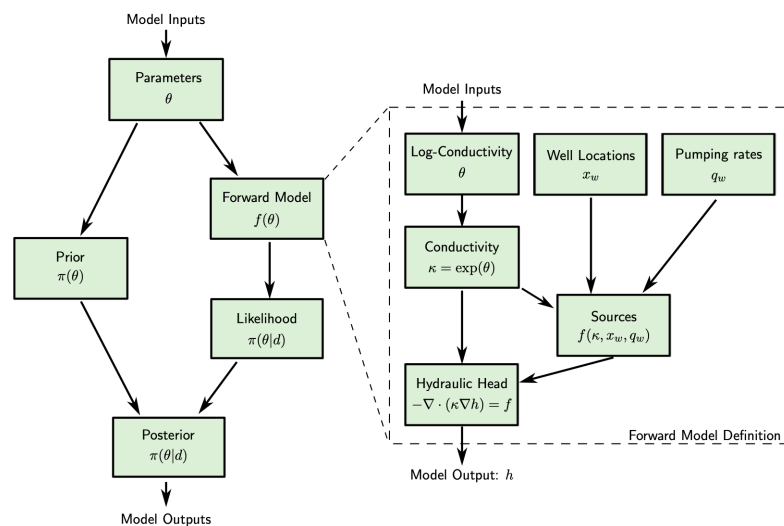 Model Inputs
Parameters
θ
Forward Model
f(θ)
Prior
π(θ)
Likelihood
π(θ|d)
Posterior
π(θ|d)
Model Outputs
Model Inputs
Log-Conductivity
θ
Well Locations
x_w
Pumping rates
q_w
Conductivity
κ = exp(θ)
Sources
f(κ, x_w, q_w)
Hydraulic Head
−∇ · (κ∇h) = f
Forward Model Definition
Model Output: h